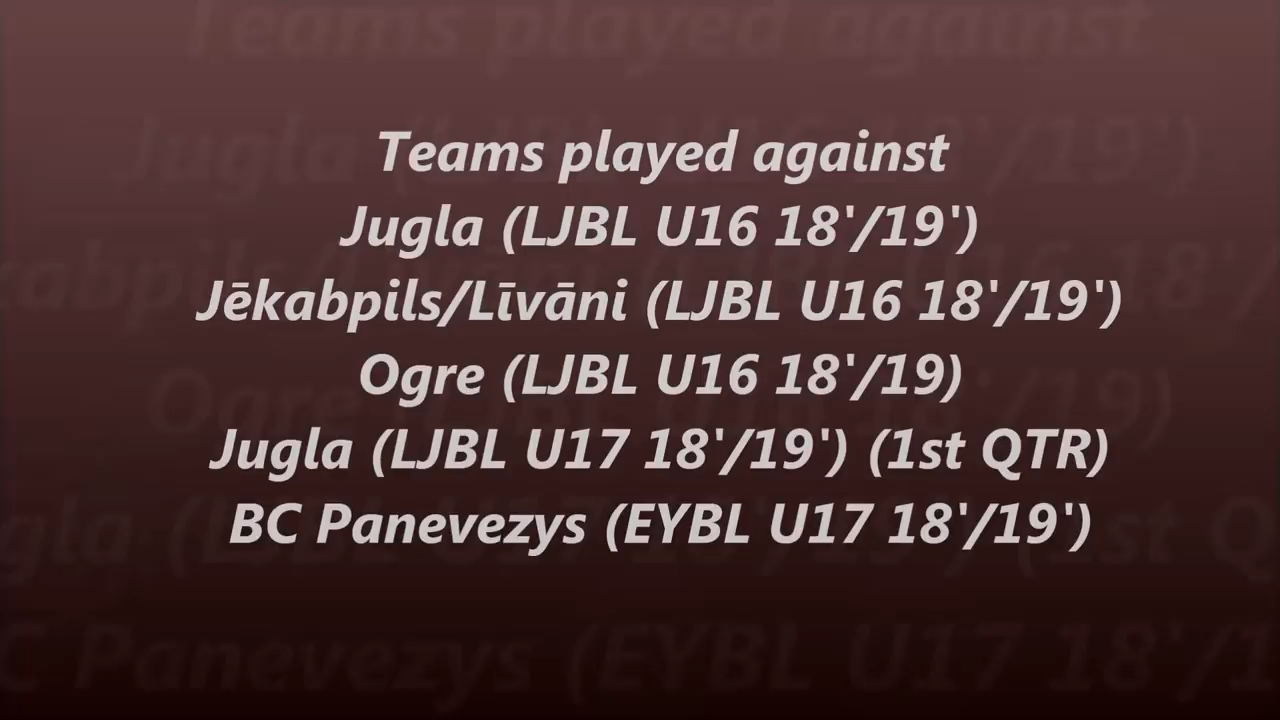 Teams played against
Jugla (LJBL U16 18'/19')
Jēkabpils/Līvāni (LJBL U16 18'/19')
Ogre (LJBL U16 18'/19)
Jugla (LJBL U17 18'/19') (1st QTR)
BC Panevezys (EYBL U17 18'/19')